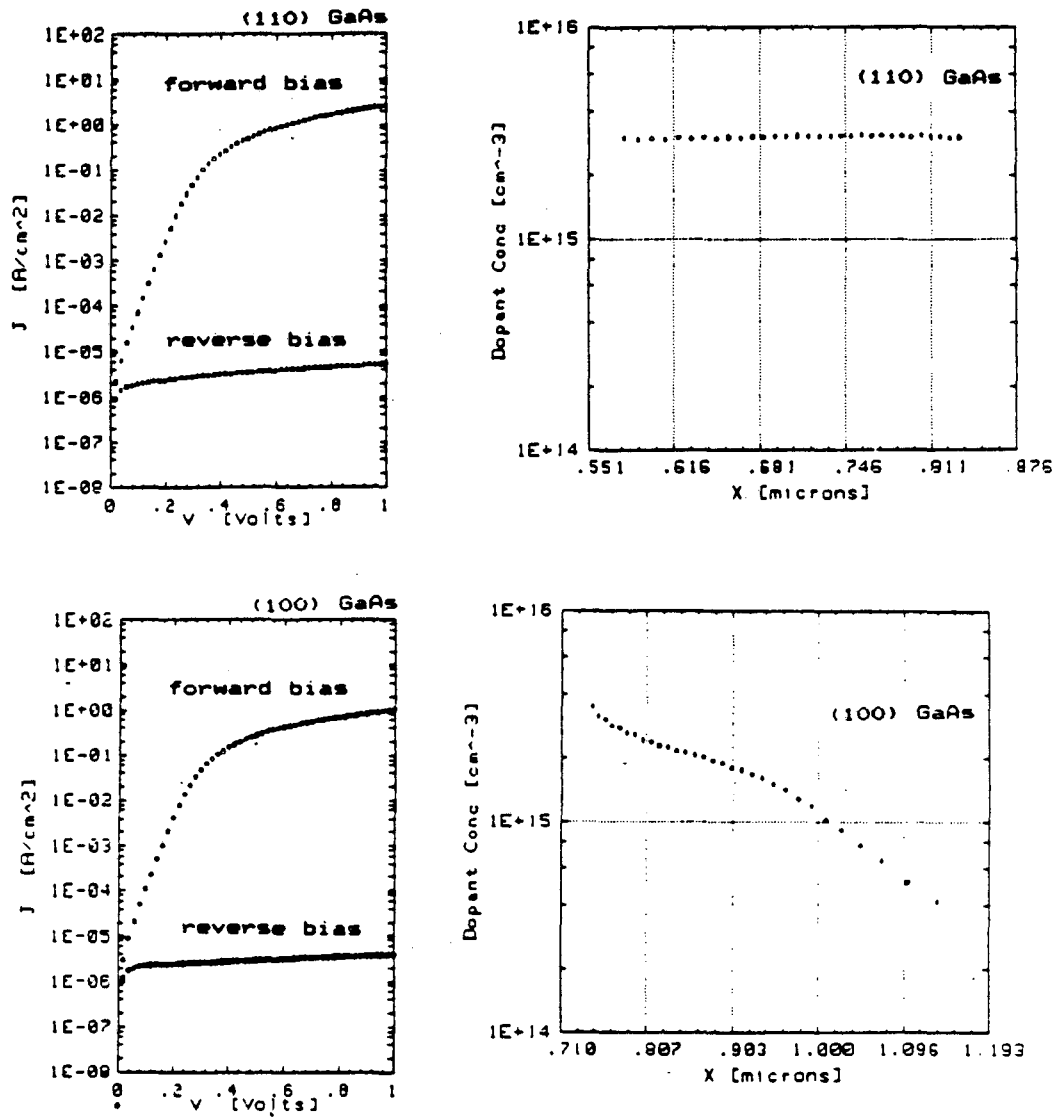 (110) GaAs
1E+02
1E+01
1E+00
1E-01
1E-02
1E-03
1E-04
1E-05
1E-06
1E-07
1E-08
J [A/cm^2]
forward bias
reverse bias
0 .2 .4 .6 .8 1
V [Volts]
1E+16
1E+15
1E+14
Dopant Conc [cm^-3]
(110) GaAs
.551 .616 .681 .746 .811 .876
X [microns]
(100) GaAs
1E+02
1E+01
1E+00
1E-01
1E-02
1E-03
1E-04
1E-05
1E-06
1E-07
1E-08
J [A/cm^2]
forward bias
reverse bias
0 .2 .4 .6 .8 1
V [Volts]
1E+16
1E+15
1E+14
Dopant Conc [cm^-3]
(100) GaAs
.710 .807 .903 1.000 1.096 1.193
X [microns]